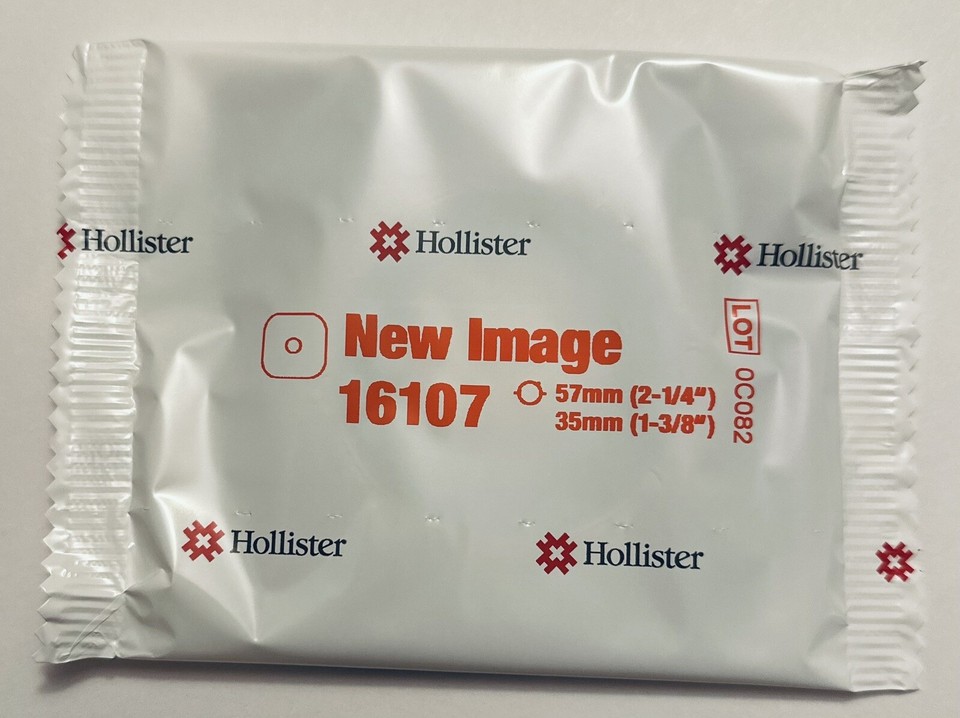 Hollister
Hollister
Hollister
New Image
16107
57mm (2-1/4")
35mm (1-3/8")
LOT 0C082
Hollister
Hollister